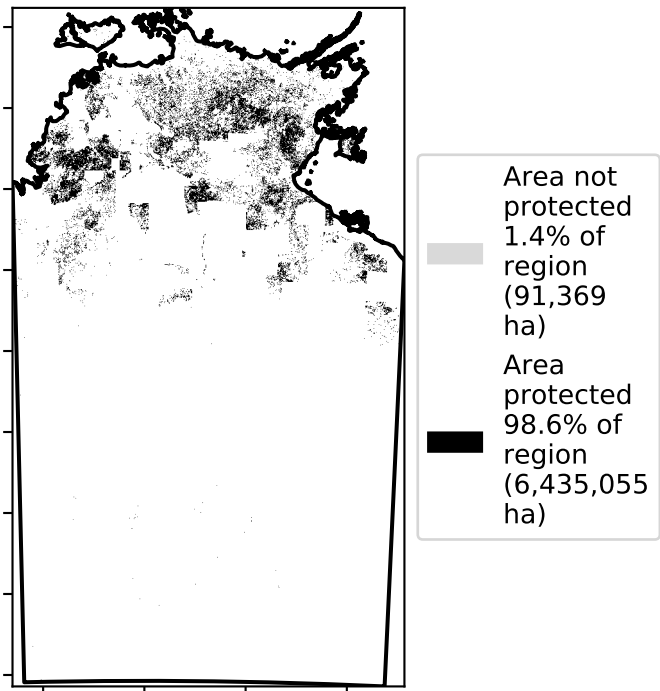 Area not
protected
1.4% of
region
(91,369
ha)
Area
protected
98.6% of
region
(6,435,055
ha)